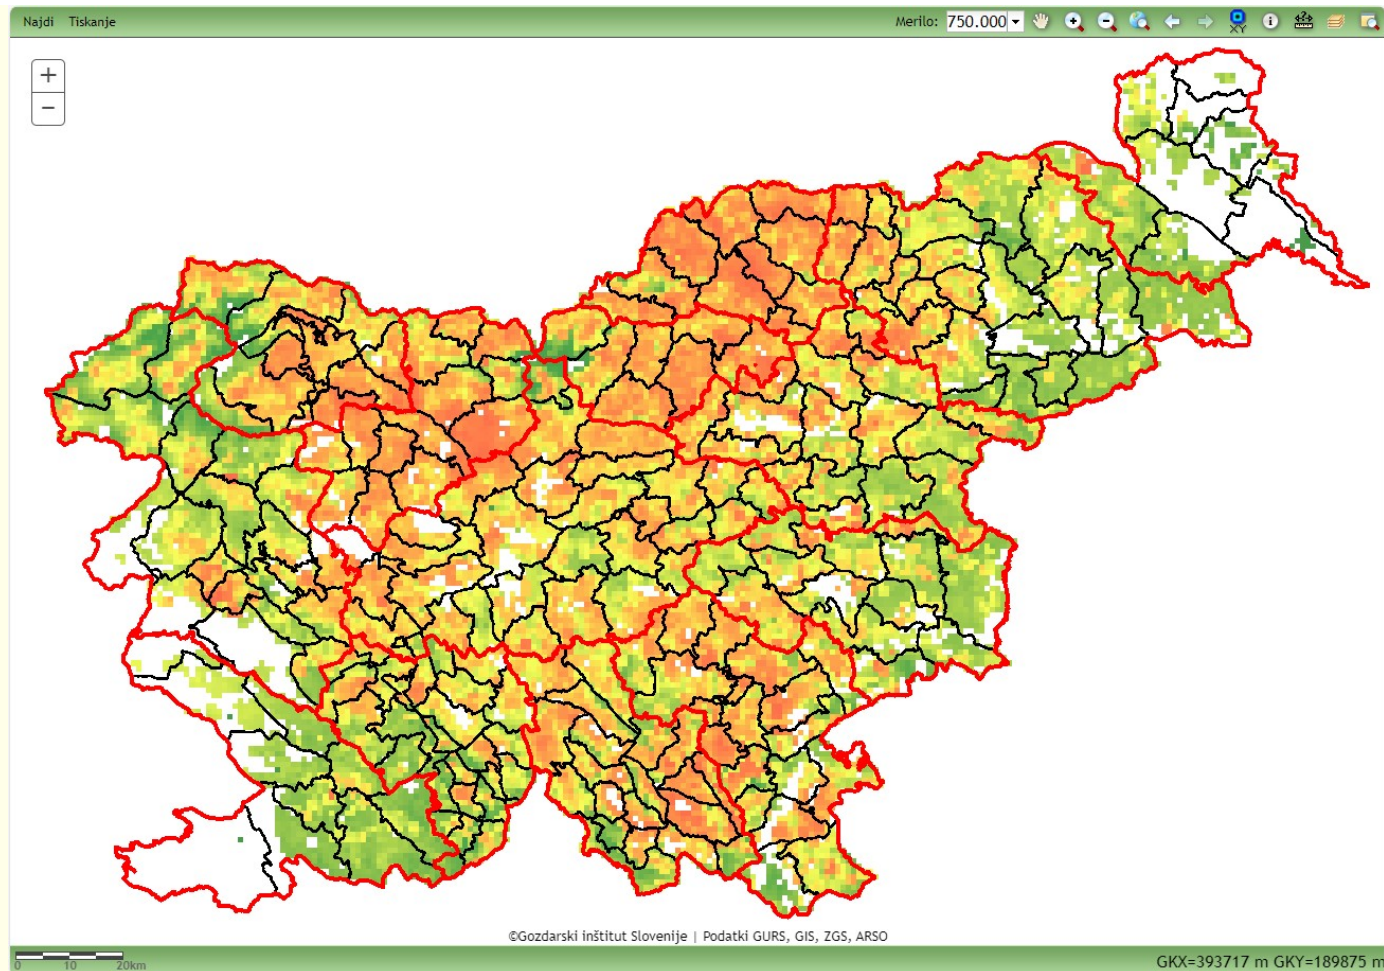 Najdi Tiskanje Merilo: 750.000 XY i
+
−
©Gozdarski inštitut Slovenije | Podatki GURS, GIS, ZGS, ARSO
0 10 20km GKX=393717 m GKY=189875 m